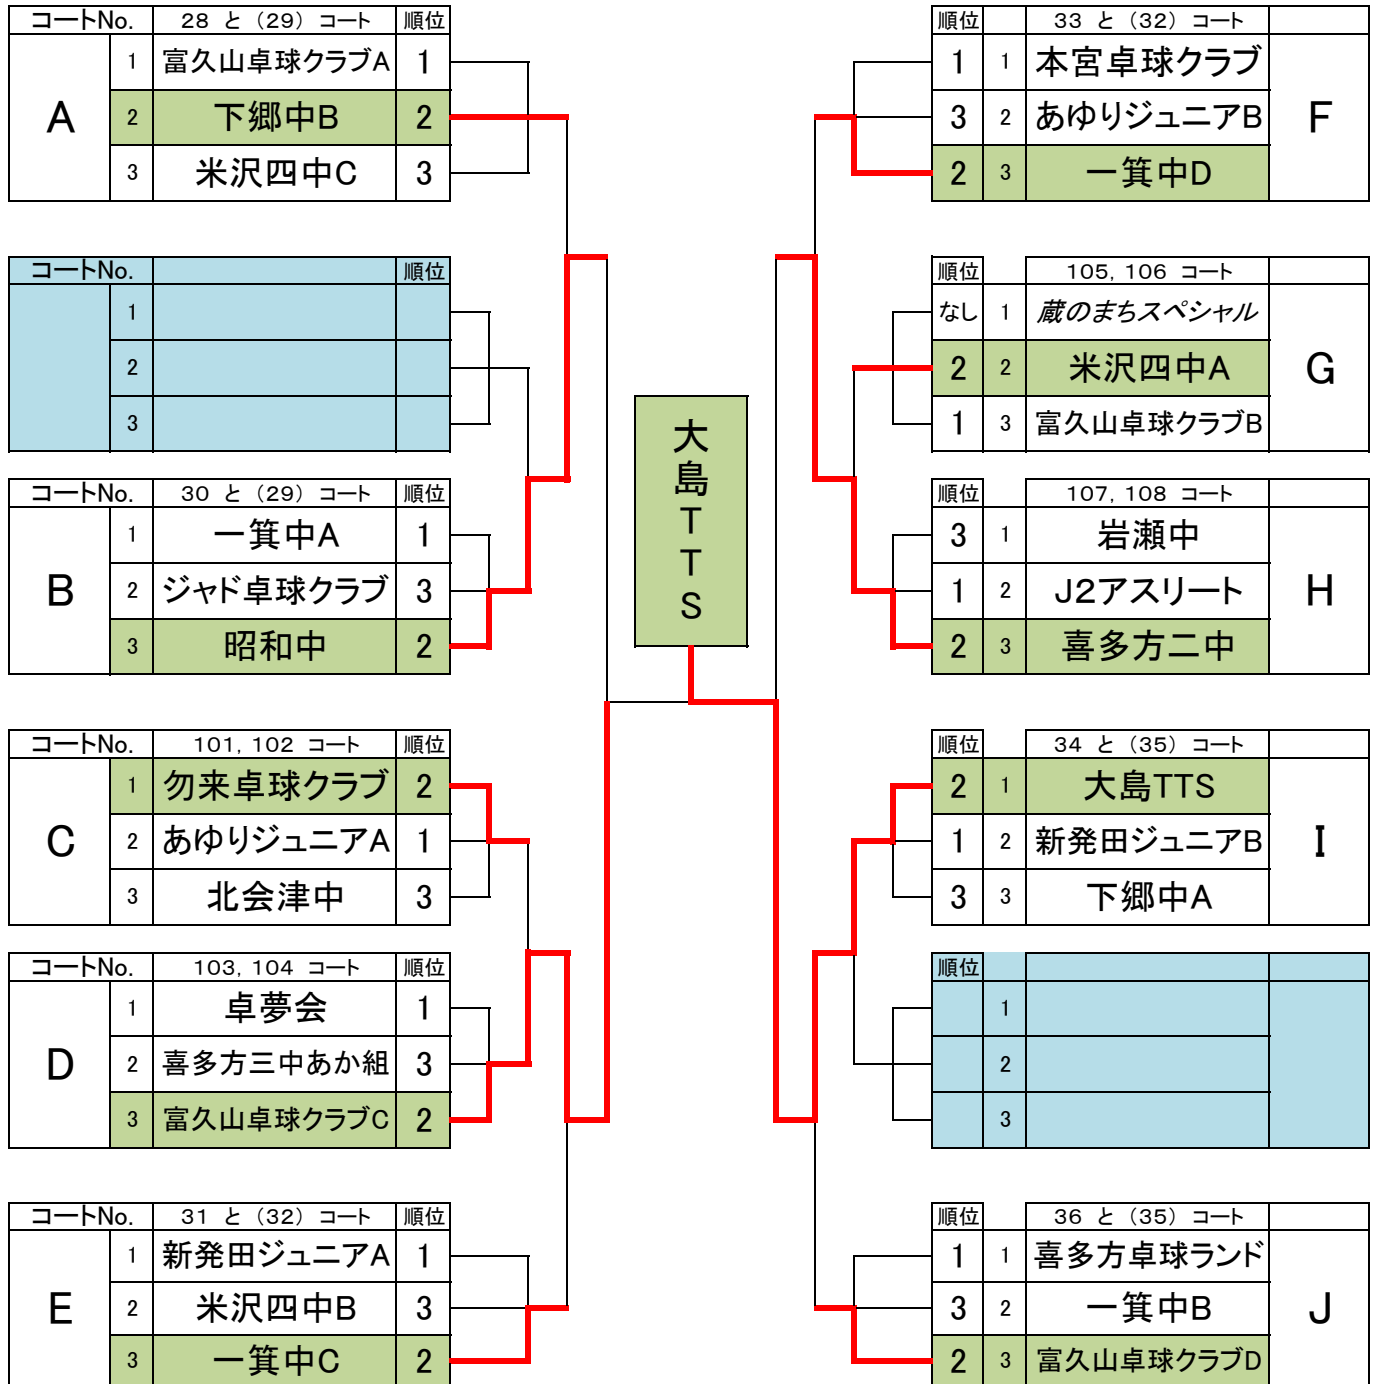 コートNo. 28 と (29) コート 順位
A
1 富久山卓球クラブA 1
2 下郷中B 2
3 米沢四中C 3
コートNo. 順位
1
2
3
コートNo. 30 と (29) コート 順位
B
1 一箕中A 1
2 ジャド卓球クラブ 3
3 昭和中 2
コートNo. 101, 102 コート 順位
C
1 勿来卓球クラブ 2
2 あゆりジュニアA 1
3 北会津中 3
コートNo. 103, 104 コート 順位
D
1 卓夢会 1
2 喜多方三中あか組 3
3 富久山卓球クラブC 2
コートNo. 31 と (32) コート 順位
E
1 新発田ジュニアA 1
2 米沢四中B 3
3 一箕中C 2
大島TTS
順位 33 と (32) コート
1 1 本宮卓球クラブ
3 2 あゆりジュニアB
2 3 一箕中D
F
順位 105, 106 コート
なし 1 蔵のまちスペシャル
2 2 米沢四中A
1 3 富久山卓球クラブB
G
順位 107, 108 コート
3 1 岩瀬中
1 2 J2アスリート
2 3 喜多方二中
H
順位 34 と (35) コート
2 1 大島TTS
1 2 新発田ジュニアB
3 3 下郷中A
I
順位
1
2
3
順位 36 と (35) コート
1 1 喜多方卓球ランド
3 2 一箕中B
2 3 富久山卓球クラブD
J